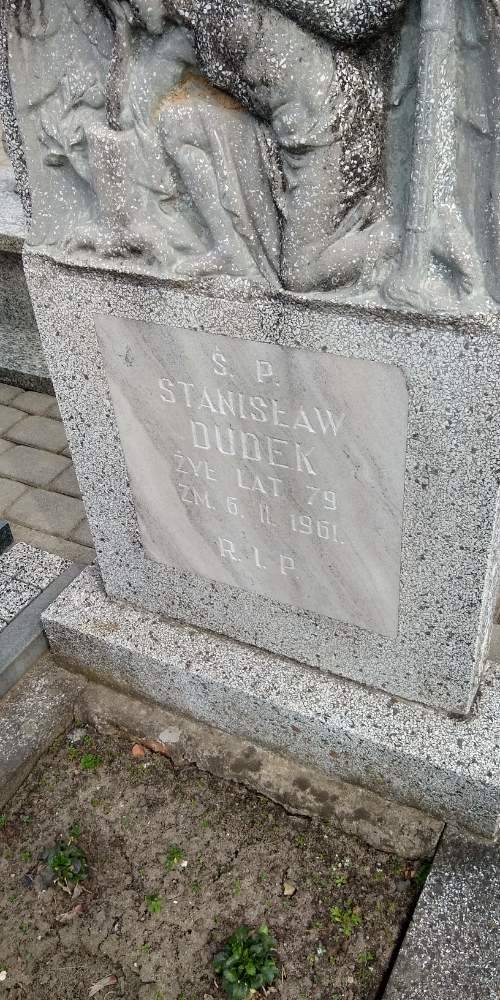 Ś. P.
STANISŁAW
DUDEK
ŻYŁ LAT 79
ZM. 6. II. 1961.
R. I. P.